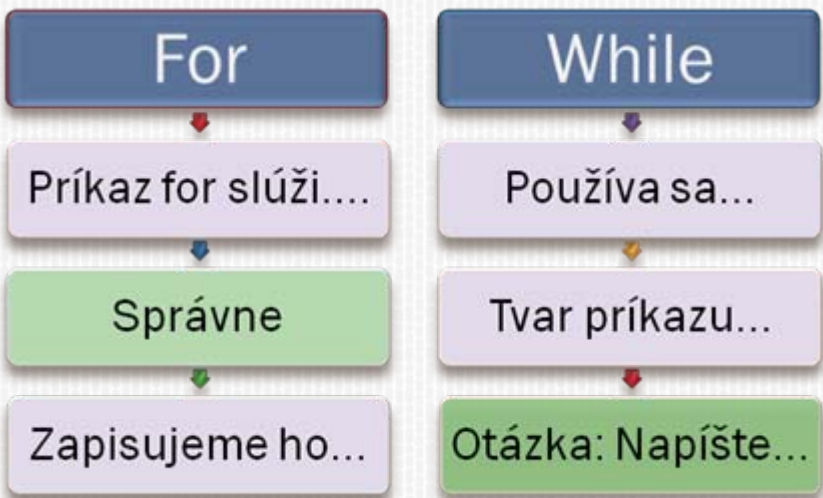 For
Príkaz for slúži....
Správne
Zapisujeme ho...
While
Používa sa...
Tvar príkazu...
Otázka: Napíšte...